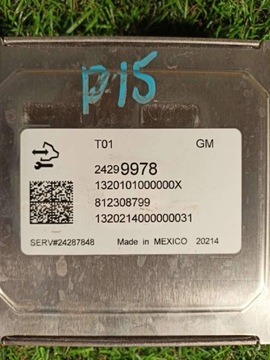 P15
T01 GM
24299978
1320101000000X
812308799
1320214000000031
SERV#24287848 Made in MEXICO 20214